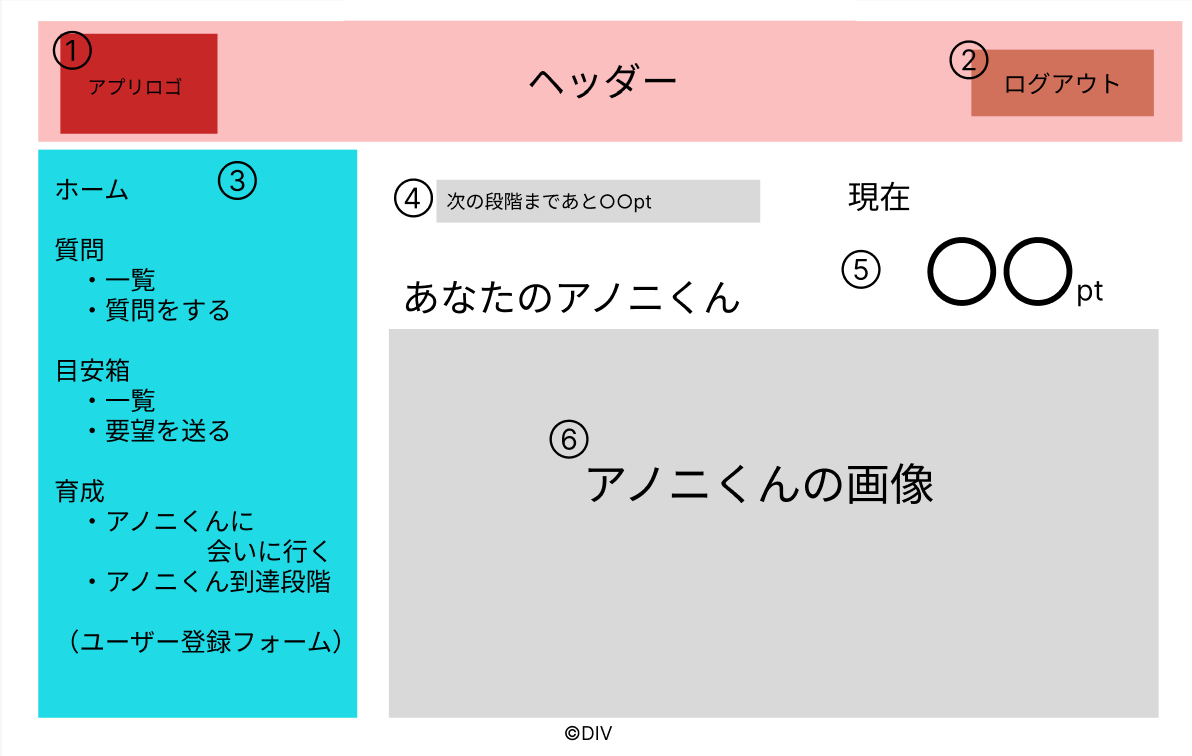 ①
アプリロゴ
ヘッダー
②
ログアウト
ホーム
③
質問
・一覧
・質問をする
目安箱
・一覧
・要望を送る
育成
・アノニくんに
会いに行く
・アノニくん到達段階
（ユーザー登録フォーム）
④
次の段階まであと〇〇pt
現在
⑤
〇〇pt
あなたのアノニくん
⑥
アノニくんの画像
©DIV